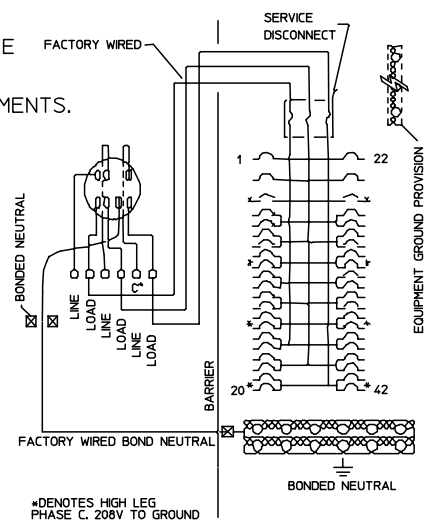 SERVICE
DISCONNECT
E
FACTORY WIRED
MENTS.
1
22
EQUIPMENT GROUND PROVISION
BONDED NEUTRAL
C*
LINE
LOAD
LINE
LOAD
LINE
LOAD
*
*
*
*
BARRIER
20*
*42
FACTORY WIRED BOND NEUTRAL
BONDED NEUTRAL
*DENOTES HIGH LEG
PHASE C. 208V TO GROUND